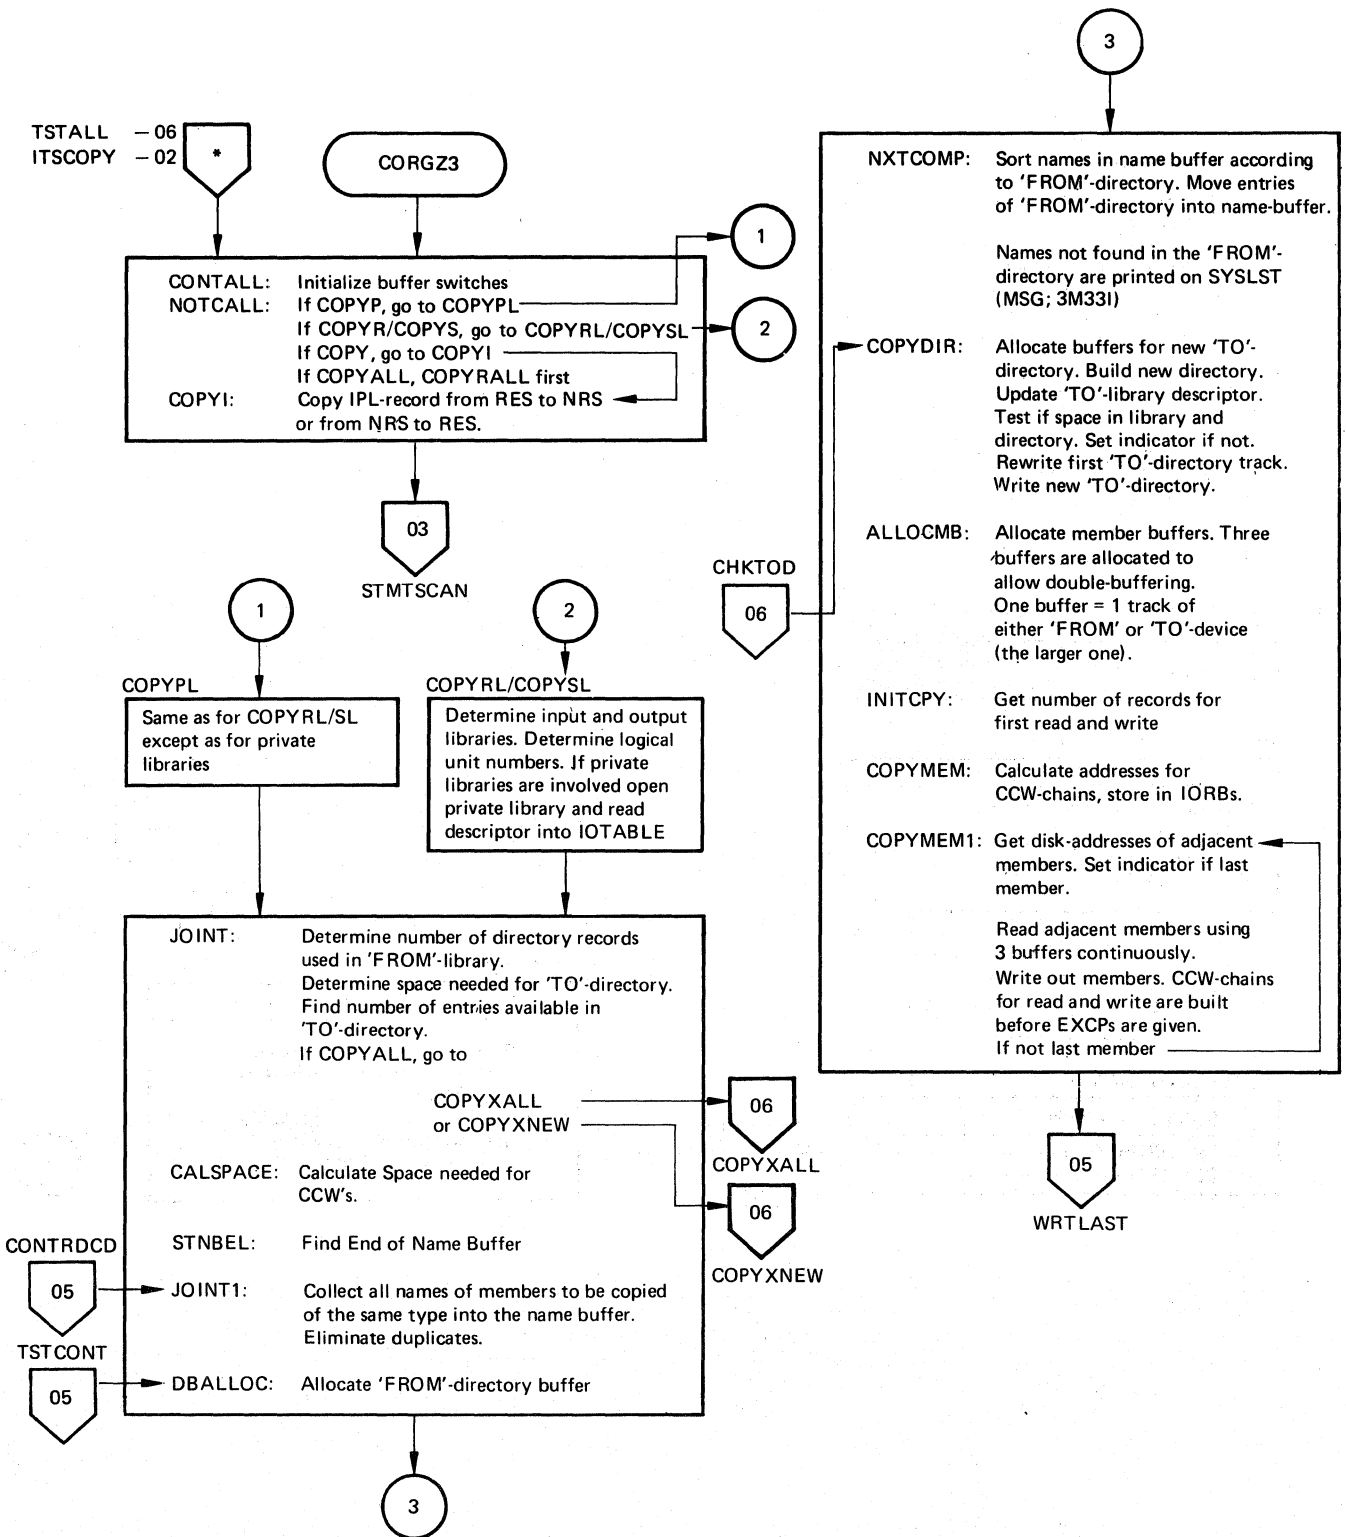 TSTALL – 06
ITSCOPY – 02
*
CORGZ3
CONTALL: Initialize buffer switches
NOTCALL: If COPYP, go to COPYPL
If COPYR/COPYS, go to COPYRL/COPYSL
If COPY, go to COPYI
If COPYALL, COPYRALL first
COPYI: Copy IPL-record from RES to NRS
or from NRS to RES.
1
2
03
STMTSCAN
1
2
COPYPL
Same as for COPYRL/SL
except as for private
libraries
COPYRL/COPYSL
Determine input and output
libraries. Determine logical
unit numbers. If private
libraries are involved open
private library and read
descriptor into IOTABLE
JOINT: Determine number of directory records
used in 'FROM'-library.
Determine space needed for 'TO'-directory.
Find number of entries available in
'TO'-directory.
If COPYALL, go to
COPYXALL
or COPYXNEW
06
COPYXALL
06
COPYXNEW
CALSPACE: Calculate Space needed for
CCW's.
STNBEL: Find End of Name Buffer
CONTRDCD
05
JOINT1: Collect all names of members to be copied
of the same type into the name buffer.
Eliminate duplicates.
TSTCONT
05
DBALLOC: Allocate 'FROM'-directory buffer
3
3
NXTCOMP: Sort names in name buffer according
to 'FROM'-directory. Move entries
of 'FROM'-directory into name-buffer.
Names not found in the 'FROM'-
directory are printed on SYSLST
(MSG; 3M33I)
COPYDIR: Allocate buffers for new 'TO'-
directory. Build new directory.
Update 'TO'-library descriptor.
Test if space in library and
directory. Set indicator if not.
Rewrite first 'TO'-directory track.
Write new 'TO'-directory.
CHKTOD
06
ALLOCMB: Allocate member buffers. Three
buffers are allocated to
allow double-buffering.
One buffer = 1 track of
either 'FROM' or 'TO'-device
(the larger one).
INITCPY: Get number of records for
first read and write
COPYMEM: Calculate addresses for
CCW-chains, store in IORBs.
COPYMEM1: Get disk-addresses of adjacent
members. Set indicator if last
member.
Read adjacent members using
3 buffers continuously.
Write out members. CCW-chains
for read and write are built
before EXCPs are given.
If not last member
05
WRTLAST